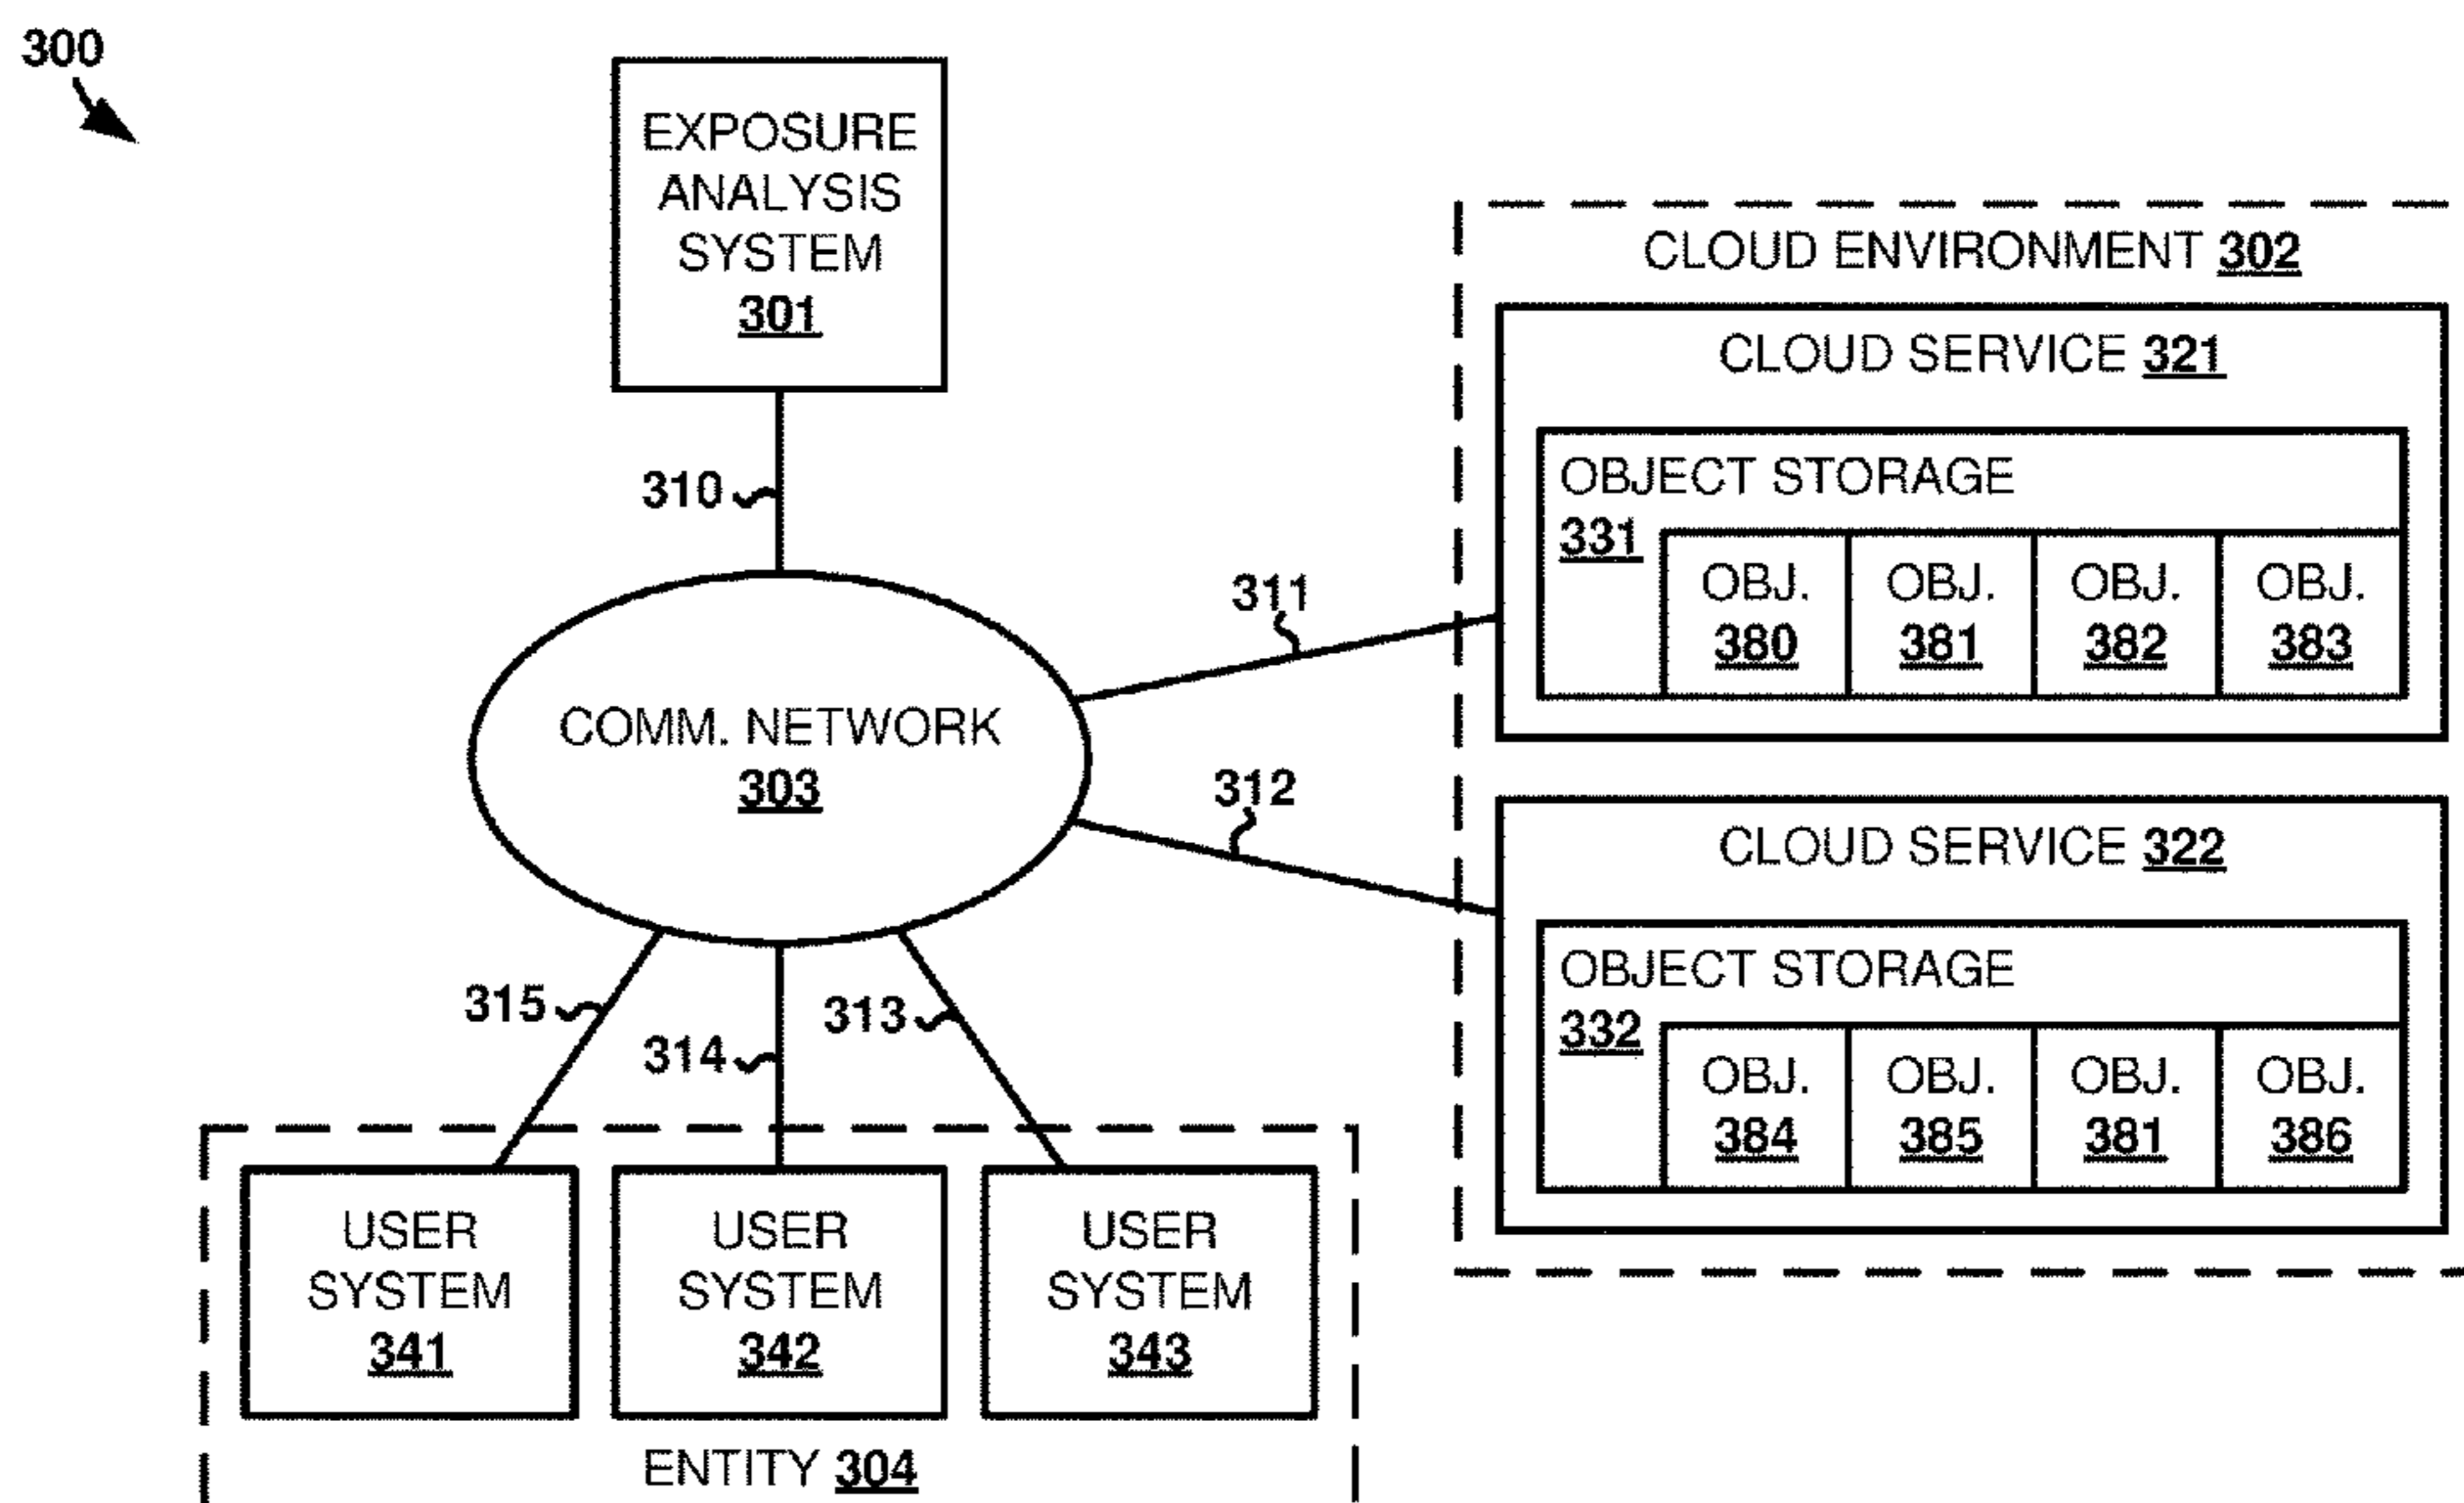 300
EXPOSURE
ANALYSIS
SYSTEM
301
310
COMM. NETWORK
303
311
312
315
314
313
USER
SYSTEM
341
USER
SYSTEM
342
USER
SYSTEM
343
ENTITY 304
CLOUD ENVIRONMENT 302
CLOUD SERVICE 321
OBJECT STORAGE
331
OBJ.
380
OBJ.
381
OBJ.
382
OBJ.
383
CLOUD SERVICE 322
OBJECT STORAGE
332
OBJ.
384
OBJ.
385
OBJ.
381
OBJ.
386